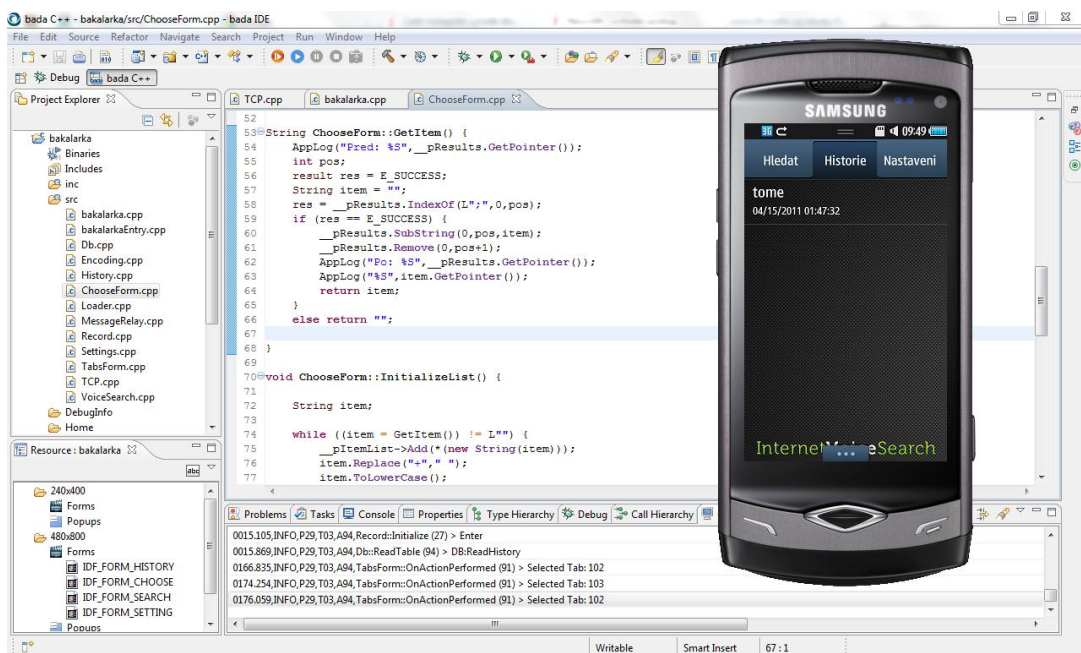 bada C++ - bakalarka/src/ChooseForm.cpp - bada IDE
File Edit Source Refactor Navigate Search Project Run Window Help
Debug bada C++
Project Explorer
bakalarka
Binaries
Includes
inc
src
bakalarka.cpp
bakalarkaEntry.cpp
Db.cpp
Encoding.cpp
History.cpp
ChooseForm.cpp
Loader.cpp
MessageRelay.cpp
Record.cpp
Settings.cpp
TabsForm.cpp
TCP.cpp
VoiceSearch.cpp
DebugInfo
Home
Resource : bakalarka
abc
240x400
Forms
Popups
480x800
Forms
IDF_FORM_HISTORY
IDF_FORM_CHOOSE
IDF_FORM_SEARCH
IDF_FORM_SETTING
Popups
TCP.cpp bakalarka.cpp ChooseForm.cpp
52
53 String ChooseForm::GetItem() {
54 AppLog("Pred: %S",__pResults.GetPointer());
55 int pos;
56 result res = E_SUCCESS;
57 String item = "";
58 res = __pResults.IndexOf(L";",0,pos);
59 if (res == E_SUCCESS) {
60 __pResults.SubString(0,pos,item);
61 __pResults.Remove(0,pos+1);
62 AppLog("Po: %S",__pResults.GetPointer());
63 AppLog("%S",item.GetPointer());
64 return item;
65 }
66 else return "";
67
68 }
69
70 void ChooseForm::InitializeList() {
71
72 String item;
73
74 while ((item = GetItem()) != L"") {
75 __pItemList->Add(*(new String(item)));
76 item.Replace("+"," ");
77 item.ToLowerCase();
Problems Tasks Console Properties Type Hierarchy Debug Call Hierarchy
0015.105,INFO,P29,T03,A94,Record::Initialize (27) > Enter
0015.869,INFO,P29,T03,A94,Db::ReadTable (94) > DB:ReadHistory
0166.835,INFO,P29,T03,A94,TabsForm::OnActionPerformed (91) > Selected Tab: 102
0174.254,INFO,P29,T03,A94,TabsForm::OnActionPerformed (91) > Selected Tab: 103
0176.059,INFO,P29,T03,A94,TabsForm::OnActionPerformed (91) > Selected Tab: 102
Writable Smart Insert 67 : 1
SAMSUNG
3G 09:49
Hledat Historie Nastaveni
tome
04/15/2011 01:47:32
Internet eSearch